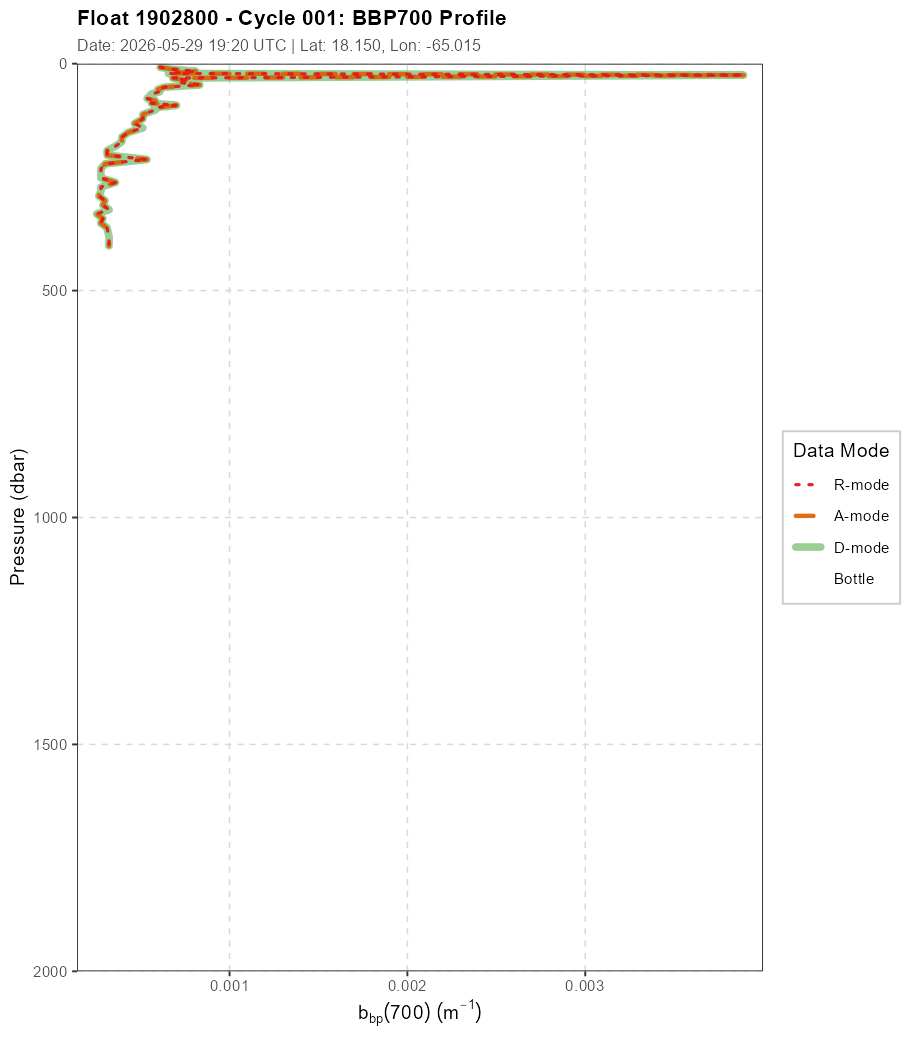 Float 1902800 - Cycle 001: BBP700 Profile
Date: 2026-05-29 19:20 UTC | Lat: 18.150, Lon: -65.015
0
500
1000
1500
2000
Pressure (dbar)
0.001 0.002 0.003
b_bp(700) (m⁻¹)
Data Mode
R-mode
A-mode
D-mode
Bottle